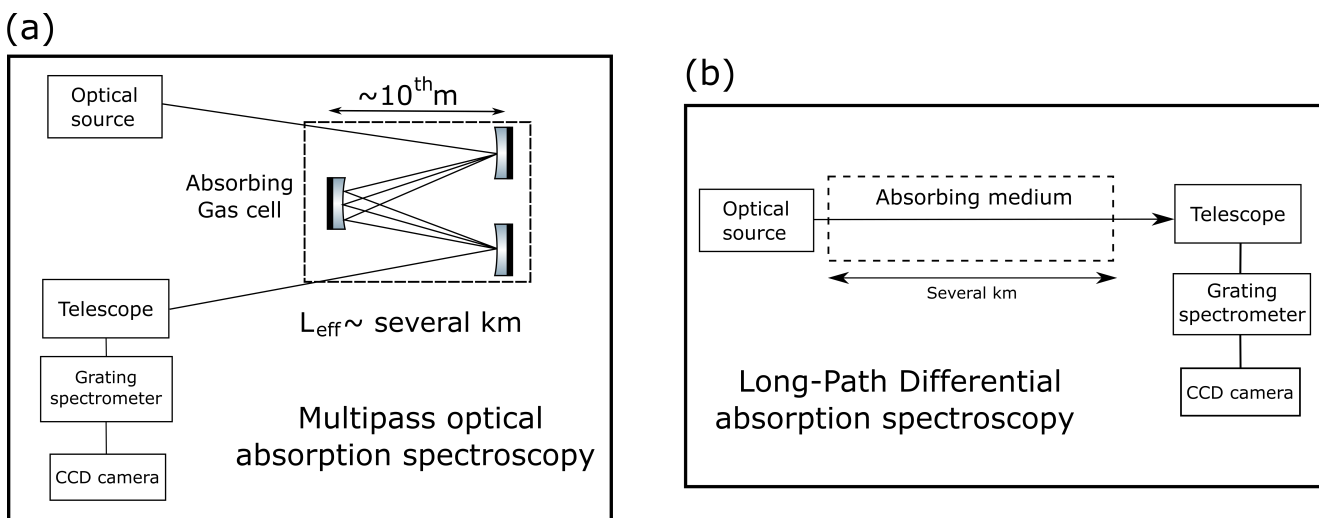 (a)
Optical
source
~10thm
Absorbing
Gas cell
Telescope
Leff~ several km
Grating
spectrometer
CCD camera
Multipass optical
absorption spectroscopy
(b)
Optical
source
Absorbing medium
Several km
Telescope
Grating
spectrometer
CCD camera
Long-Path Differential
absorption spectroscopy